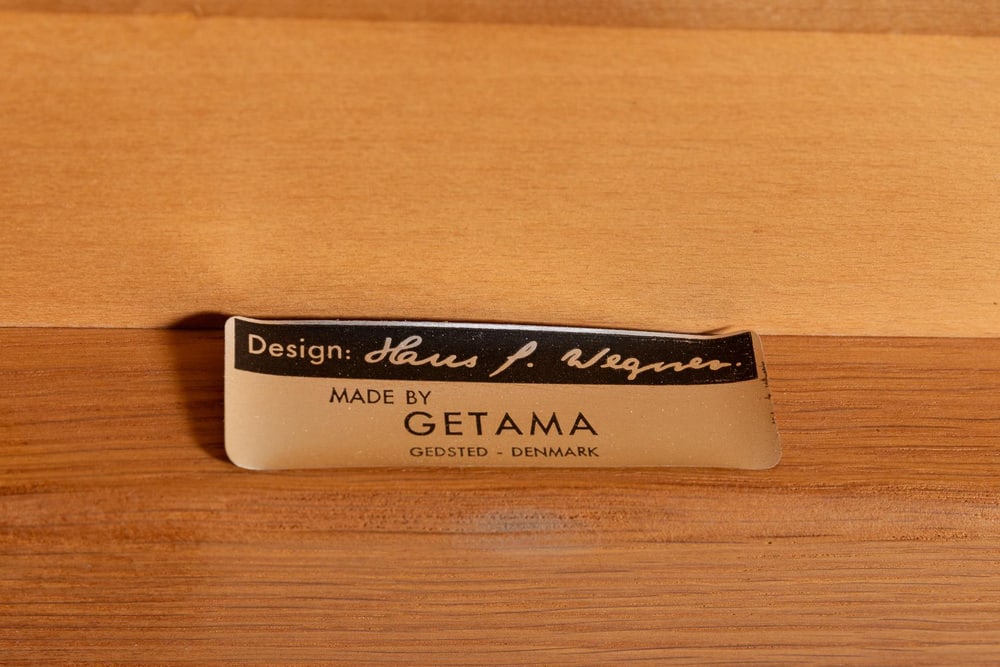 Design: Hans J. Wegner.
MADE BY
GETAMA
GEDSTED - DENMARK